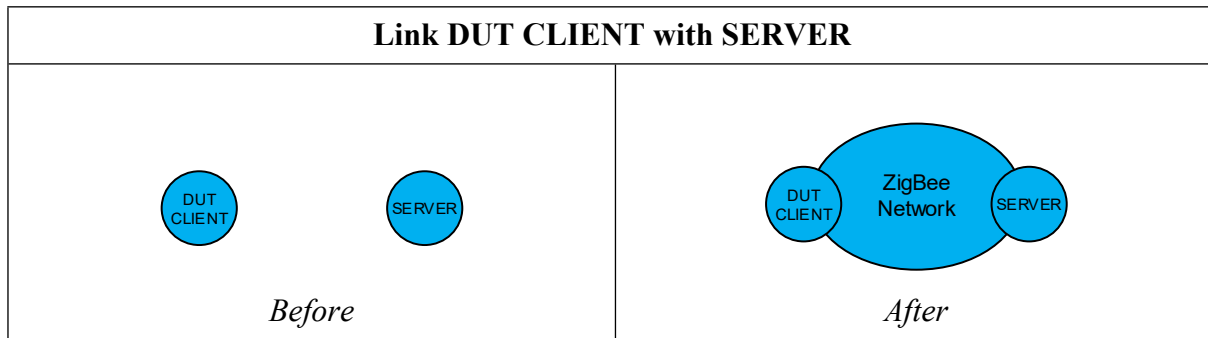 Link DUT CLIENT with SERVER
DUT
CLIENT
SERVER
Before
DUT
CLIENT
ZigBee
Network
SERVER
After